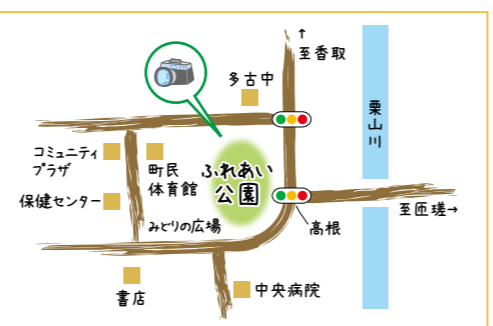 ↑
至香取
多古中
栗山川
コミュニティ
プラザ
町民
体育館
ふれあい
公園
保健センター
みどりの広場
高根
至匝瑳→
書店
中央病院